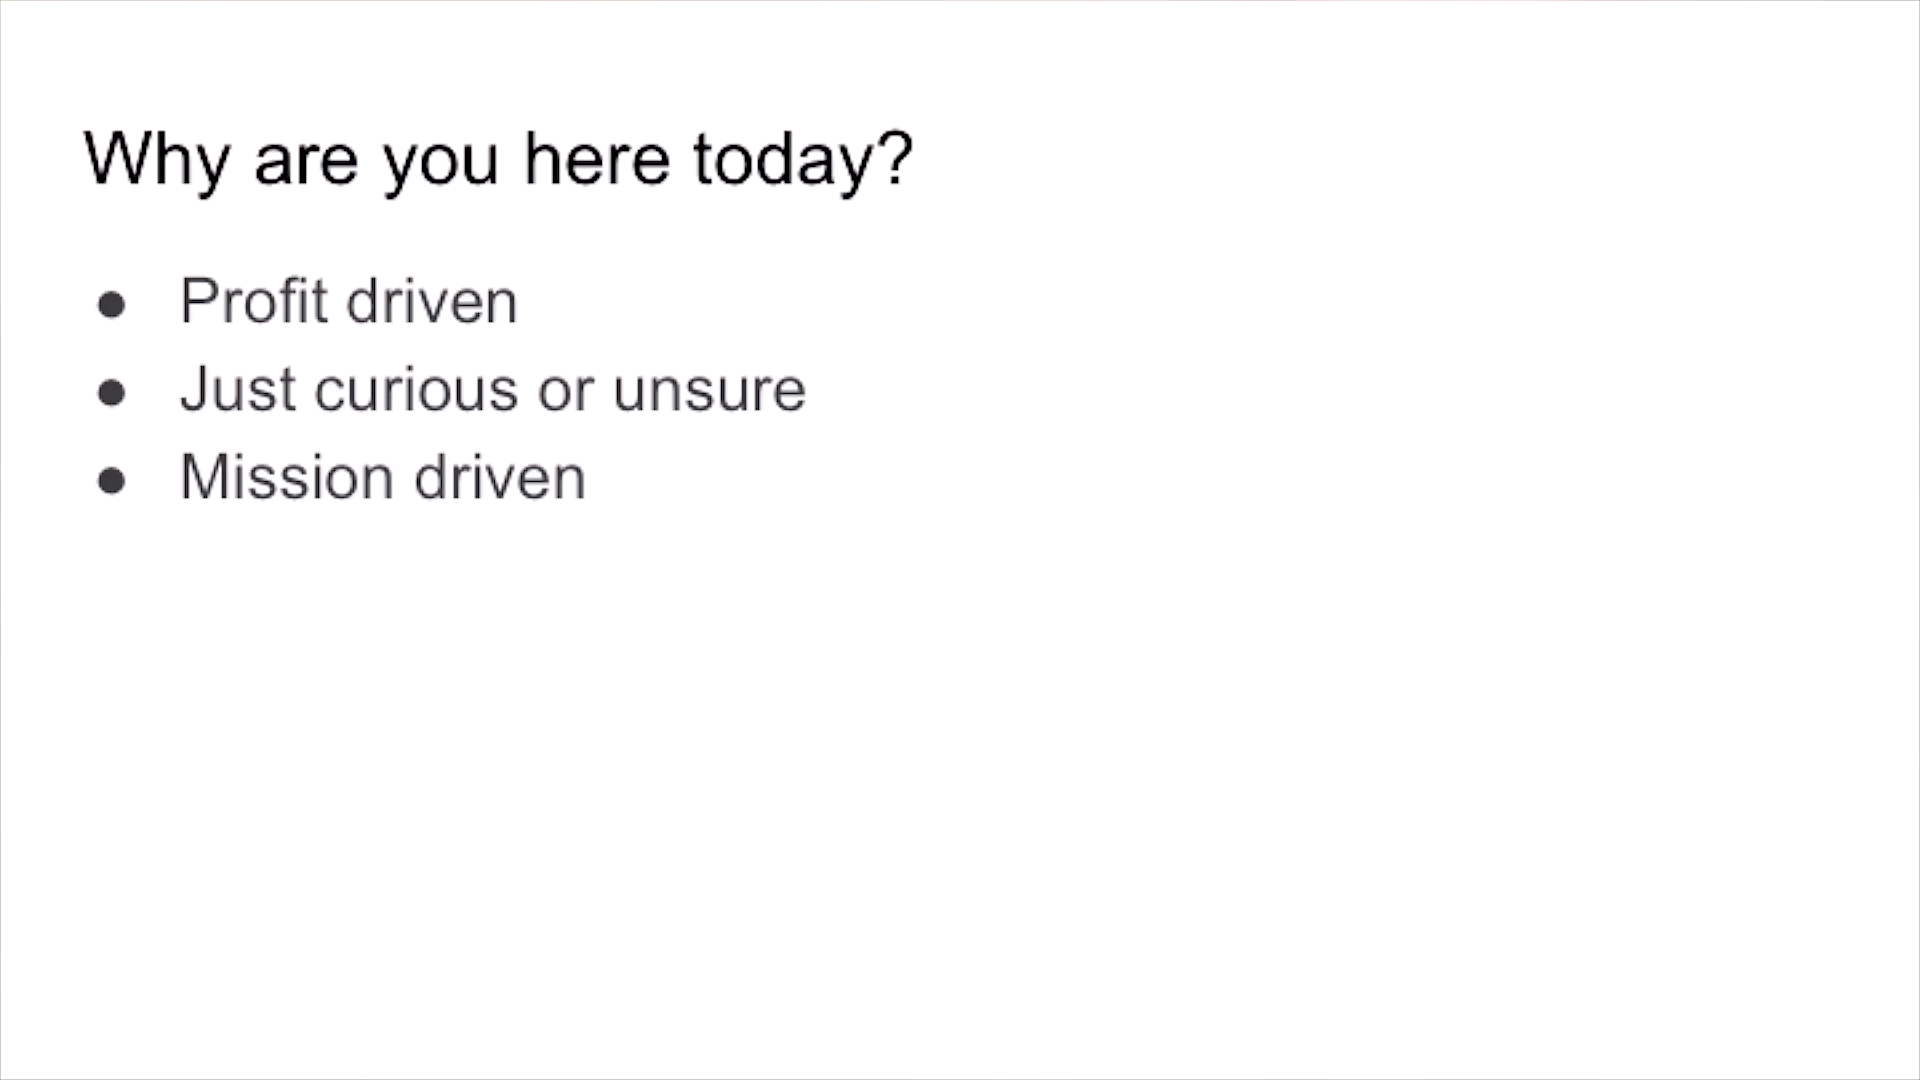 Why are you here today?
● Profit driven
● Just curious or unsure
● Mission driven